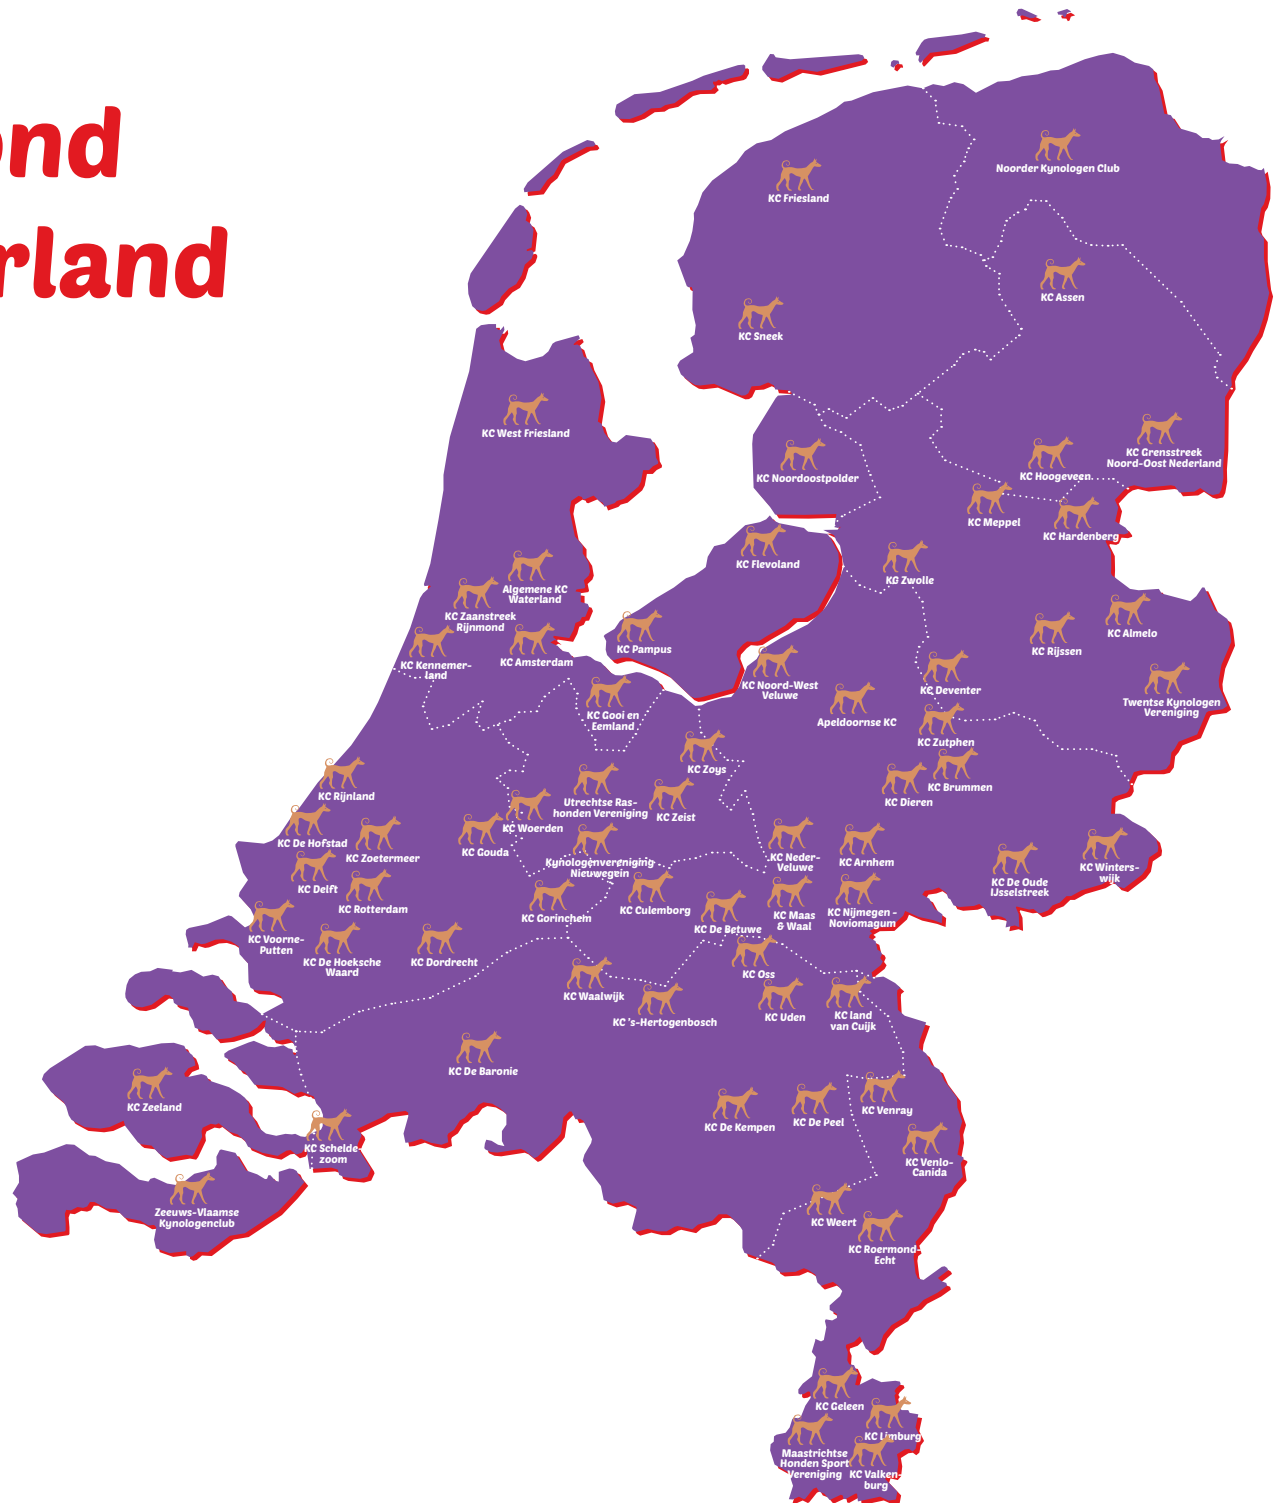 ond
rland
Noorder Kynologen Club
KC Friesland
KC Assen
KC Sneek
KC West Friesland
KC Grensstreek
Noord-Oost Nederland
KC Hoogeveen
KC Noordoostpolder
KC Meppel
KC Hardenberg
KC Flevoland
KG Zwolle
Algemene KC
Waterland
KC Zaanstreek
Rijnmond
KC Almelo
KC Pampus
KC Rijssen
KC Amsterdam
KC Kennemer-
land
KC Noord-West
Veluwe
KC Deventer
Twentse Kynologen
Vereniging
KC Gooi en
Eemland
Apeldoornse KC
KC Zutphen
KC Zoys
KC Brummen
KC Rijnland
KC Dieren
Utrechtse Ras-
honden Vereniging
KC Zeist
KC Woerden
KC De Hofstad
KC Zoetermeer
KC Gouda
Kynologenvereniging
Nieuwegein
KC Neder-
Veluwe
KC Arnhem
KC Winters-
wijk
KC De Oude
IJsselstreek
KC Delft
KC Rotterdam
KC Gorinchem
KC Culemborg
KC Maas
& Waal
KC Nijmegen -
Noviomagum
KC De Betuwe
KC Voorne-
Putten
KC De Hoeksche
Waard
KC Dordrecht
KC Oss
KC Waalwijk
KC 's-Hertogenbosch
KC Uden
KC land
van Cuijk
KC De Baronie
KC Zeeland
KC Venray
KC De Peel
KC De Kempen
KC Schelde-
zoom
KC Venlo-
Canida
Zeeuws-Vlaamse
Kynologenclub
KC Weert
KC Roermond-
Echt
KC Geleen
KC Limburg
Maastrichtse
Honden Sport
Vereniging
KC Valken-
burg